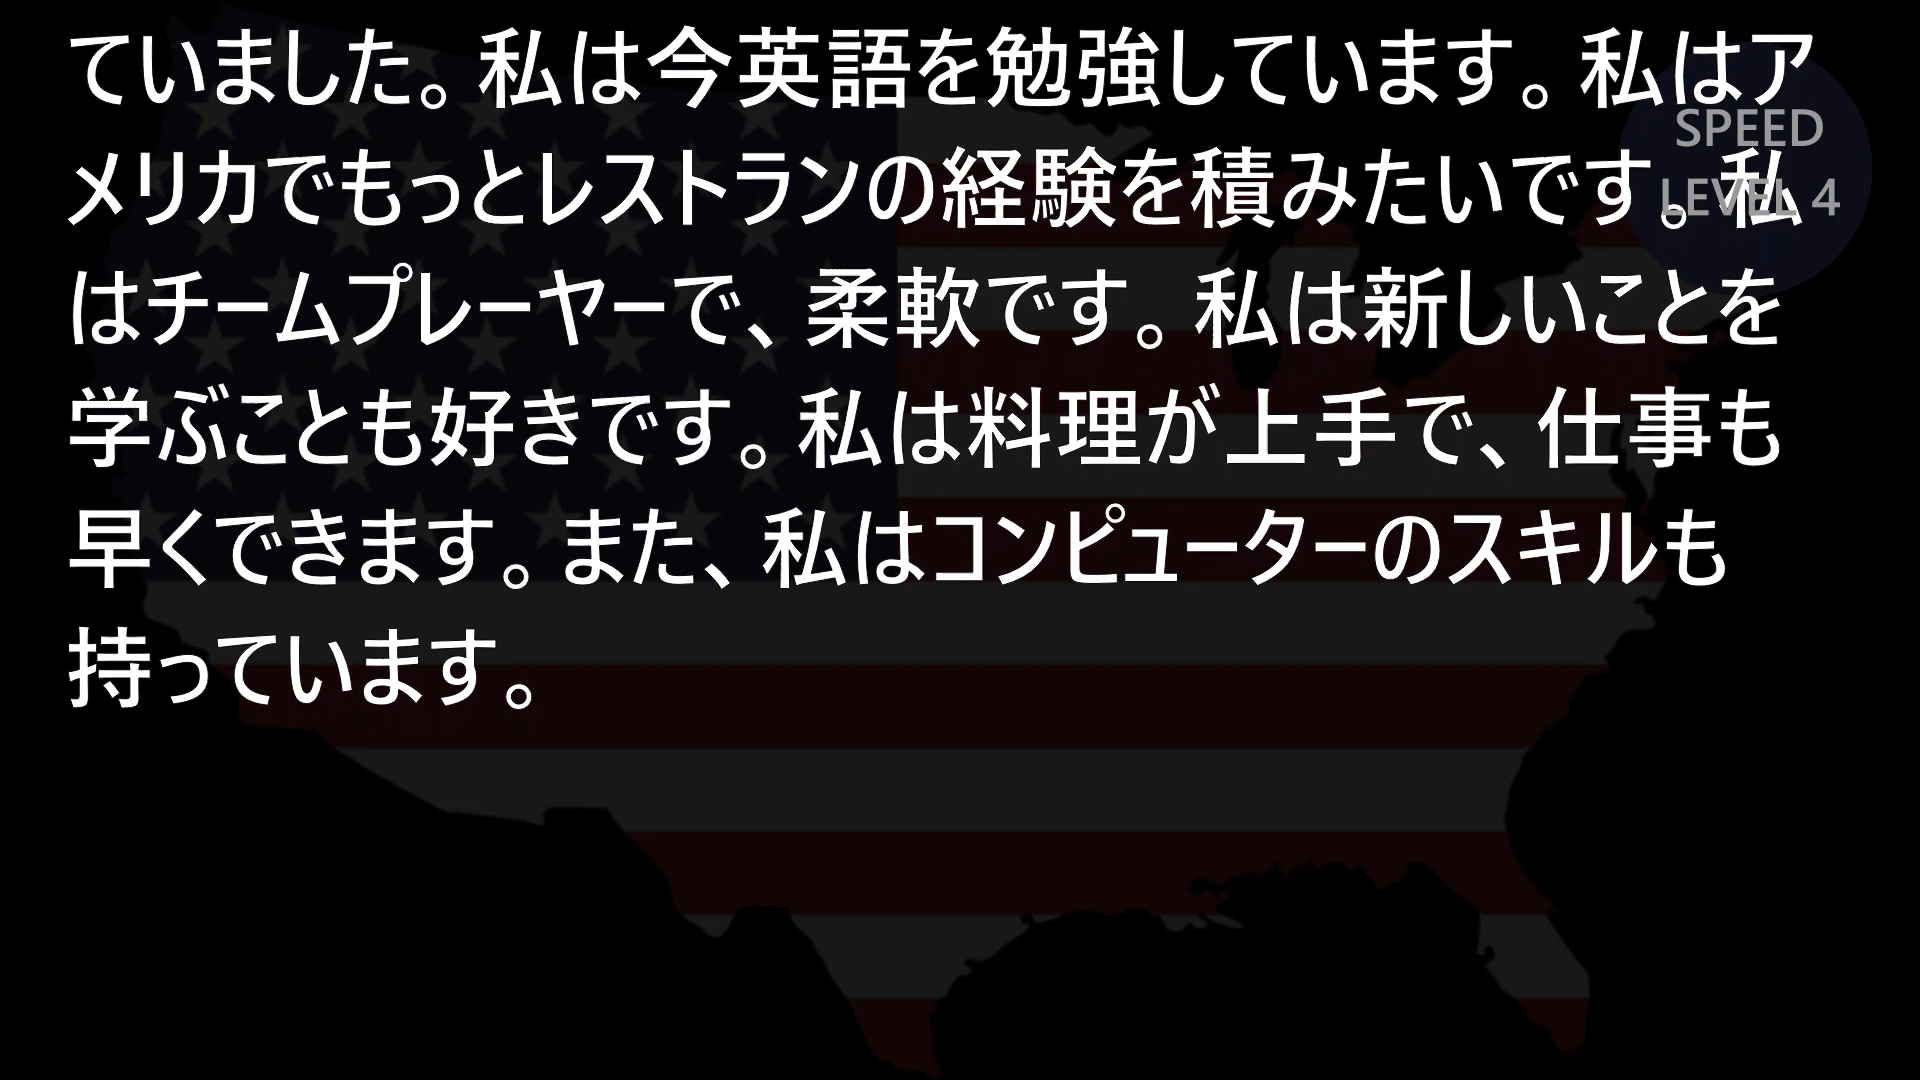 ていました。私は今英語を勉強しています。私はア
メリカでもっとレストランの経験を積みたいです。私
はチームプレーヤーで、柔軟です。私は新しいことを
学ぶことも好きです。私は料理が上手で、仕事も
早くできます。また、私はコンピューターのスキルも
持っています。
SPEED
LEVEL 4